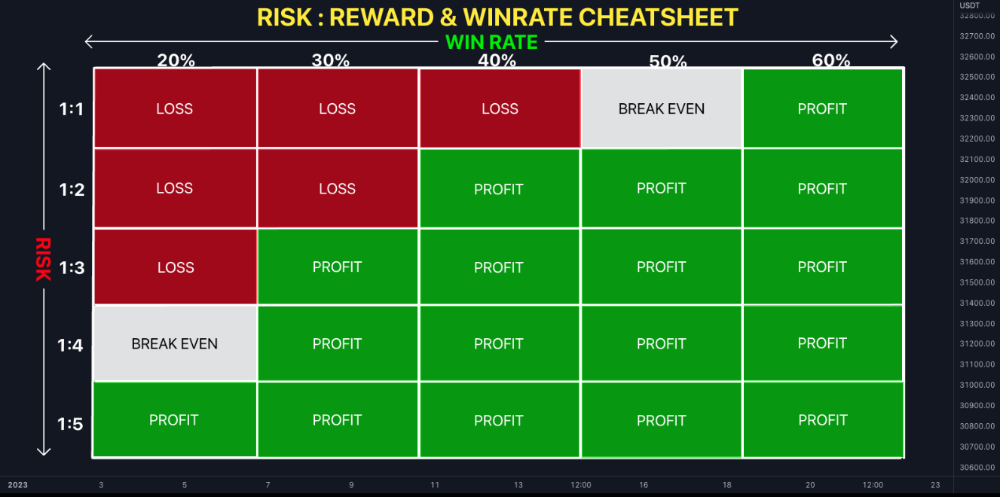 RISK : REWARD & WINRATE CHEATSHEET
WIN RATE
20% 30% 40% 50% 60%
1:1 LOSS LOSS LOSS BREAK EVEN PROFIT
1:2 LOSS LOSS PROFIT PROFIT PROFIT
RISK
1:3 LOSS PROFIT PROFIT PROFIT PROFIT
1:4 BREAK EVEN PROFIT PROFIT PROFIT PROFIT
1:5 PROFIT PROFIT PROFIT PROFIT PROFIT
USDT
32800.00
32700.00
32600.00
32500.00
32400.00
32300.00
32200.00
32100.00
32000.00
31900.00
31800.00
31700.00
31600.00
31500.00
31400.00
31300.00
31200.00
31100.00
31000.00
30900.00
30800.00
30700.00
30600.00
2023 3 5 7 9 11 13 12:00 16 18 20 12:00 23